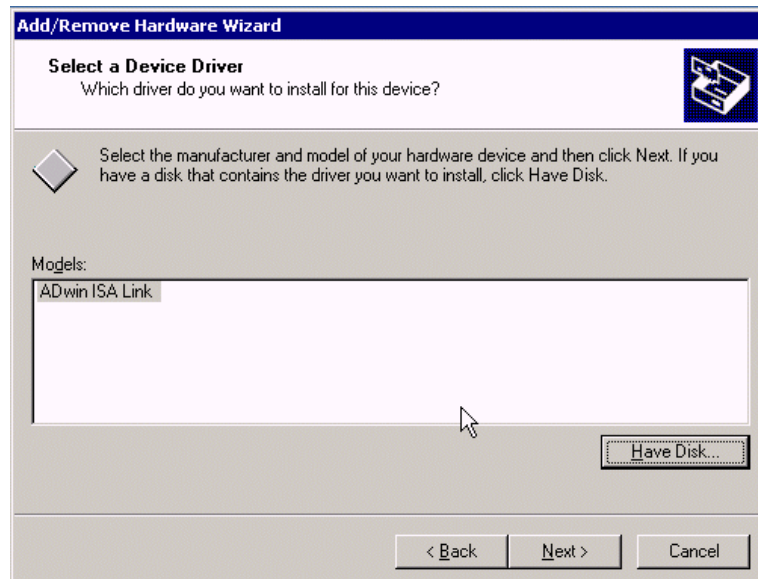 Add/Remove Hardware Wizard
Select a Device Driver
Which driver do you want to install for this device?
Select the manufacturer and model of your hardware device and then click Next. If you
have a disk that contains the driver you want to install, click Have Disk.
Models:
ADwin ISA Link
Have Disk...
< Back
Next >
Cancel